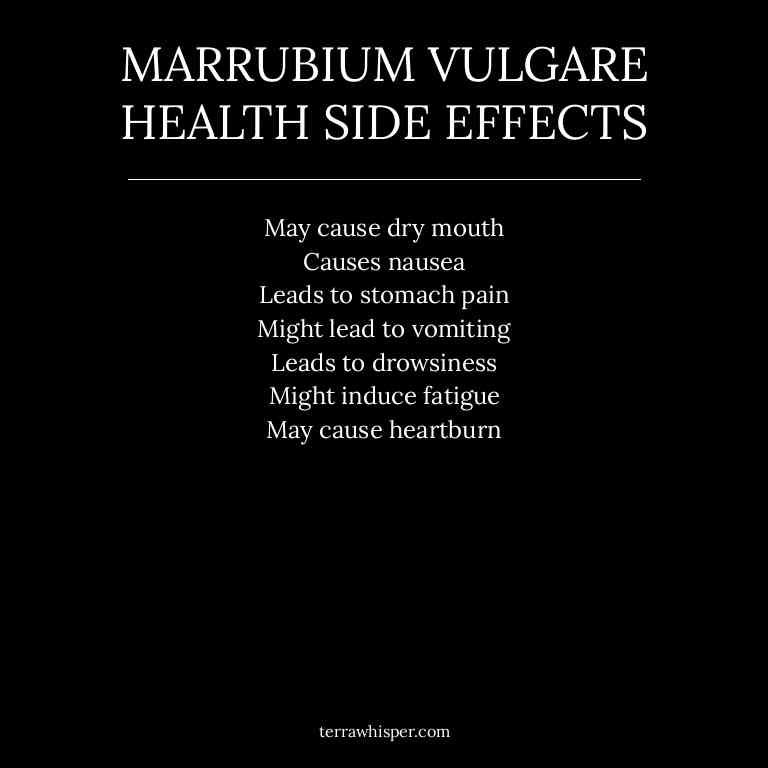 MARRUBIUM VULGARE
HEALTH SIDE EFFECTS
May cause dry mouth
Causes nausea
Leads to stomach pain
Might lead to vomiting
Leads to drowsiness
Might induce fatigue
May cause heartburn
terrawhisper.com